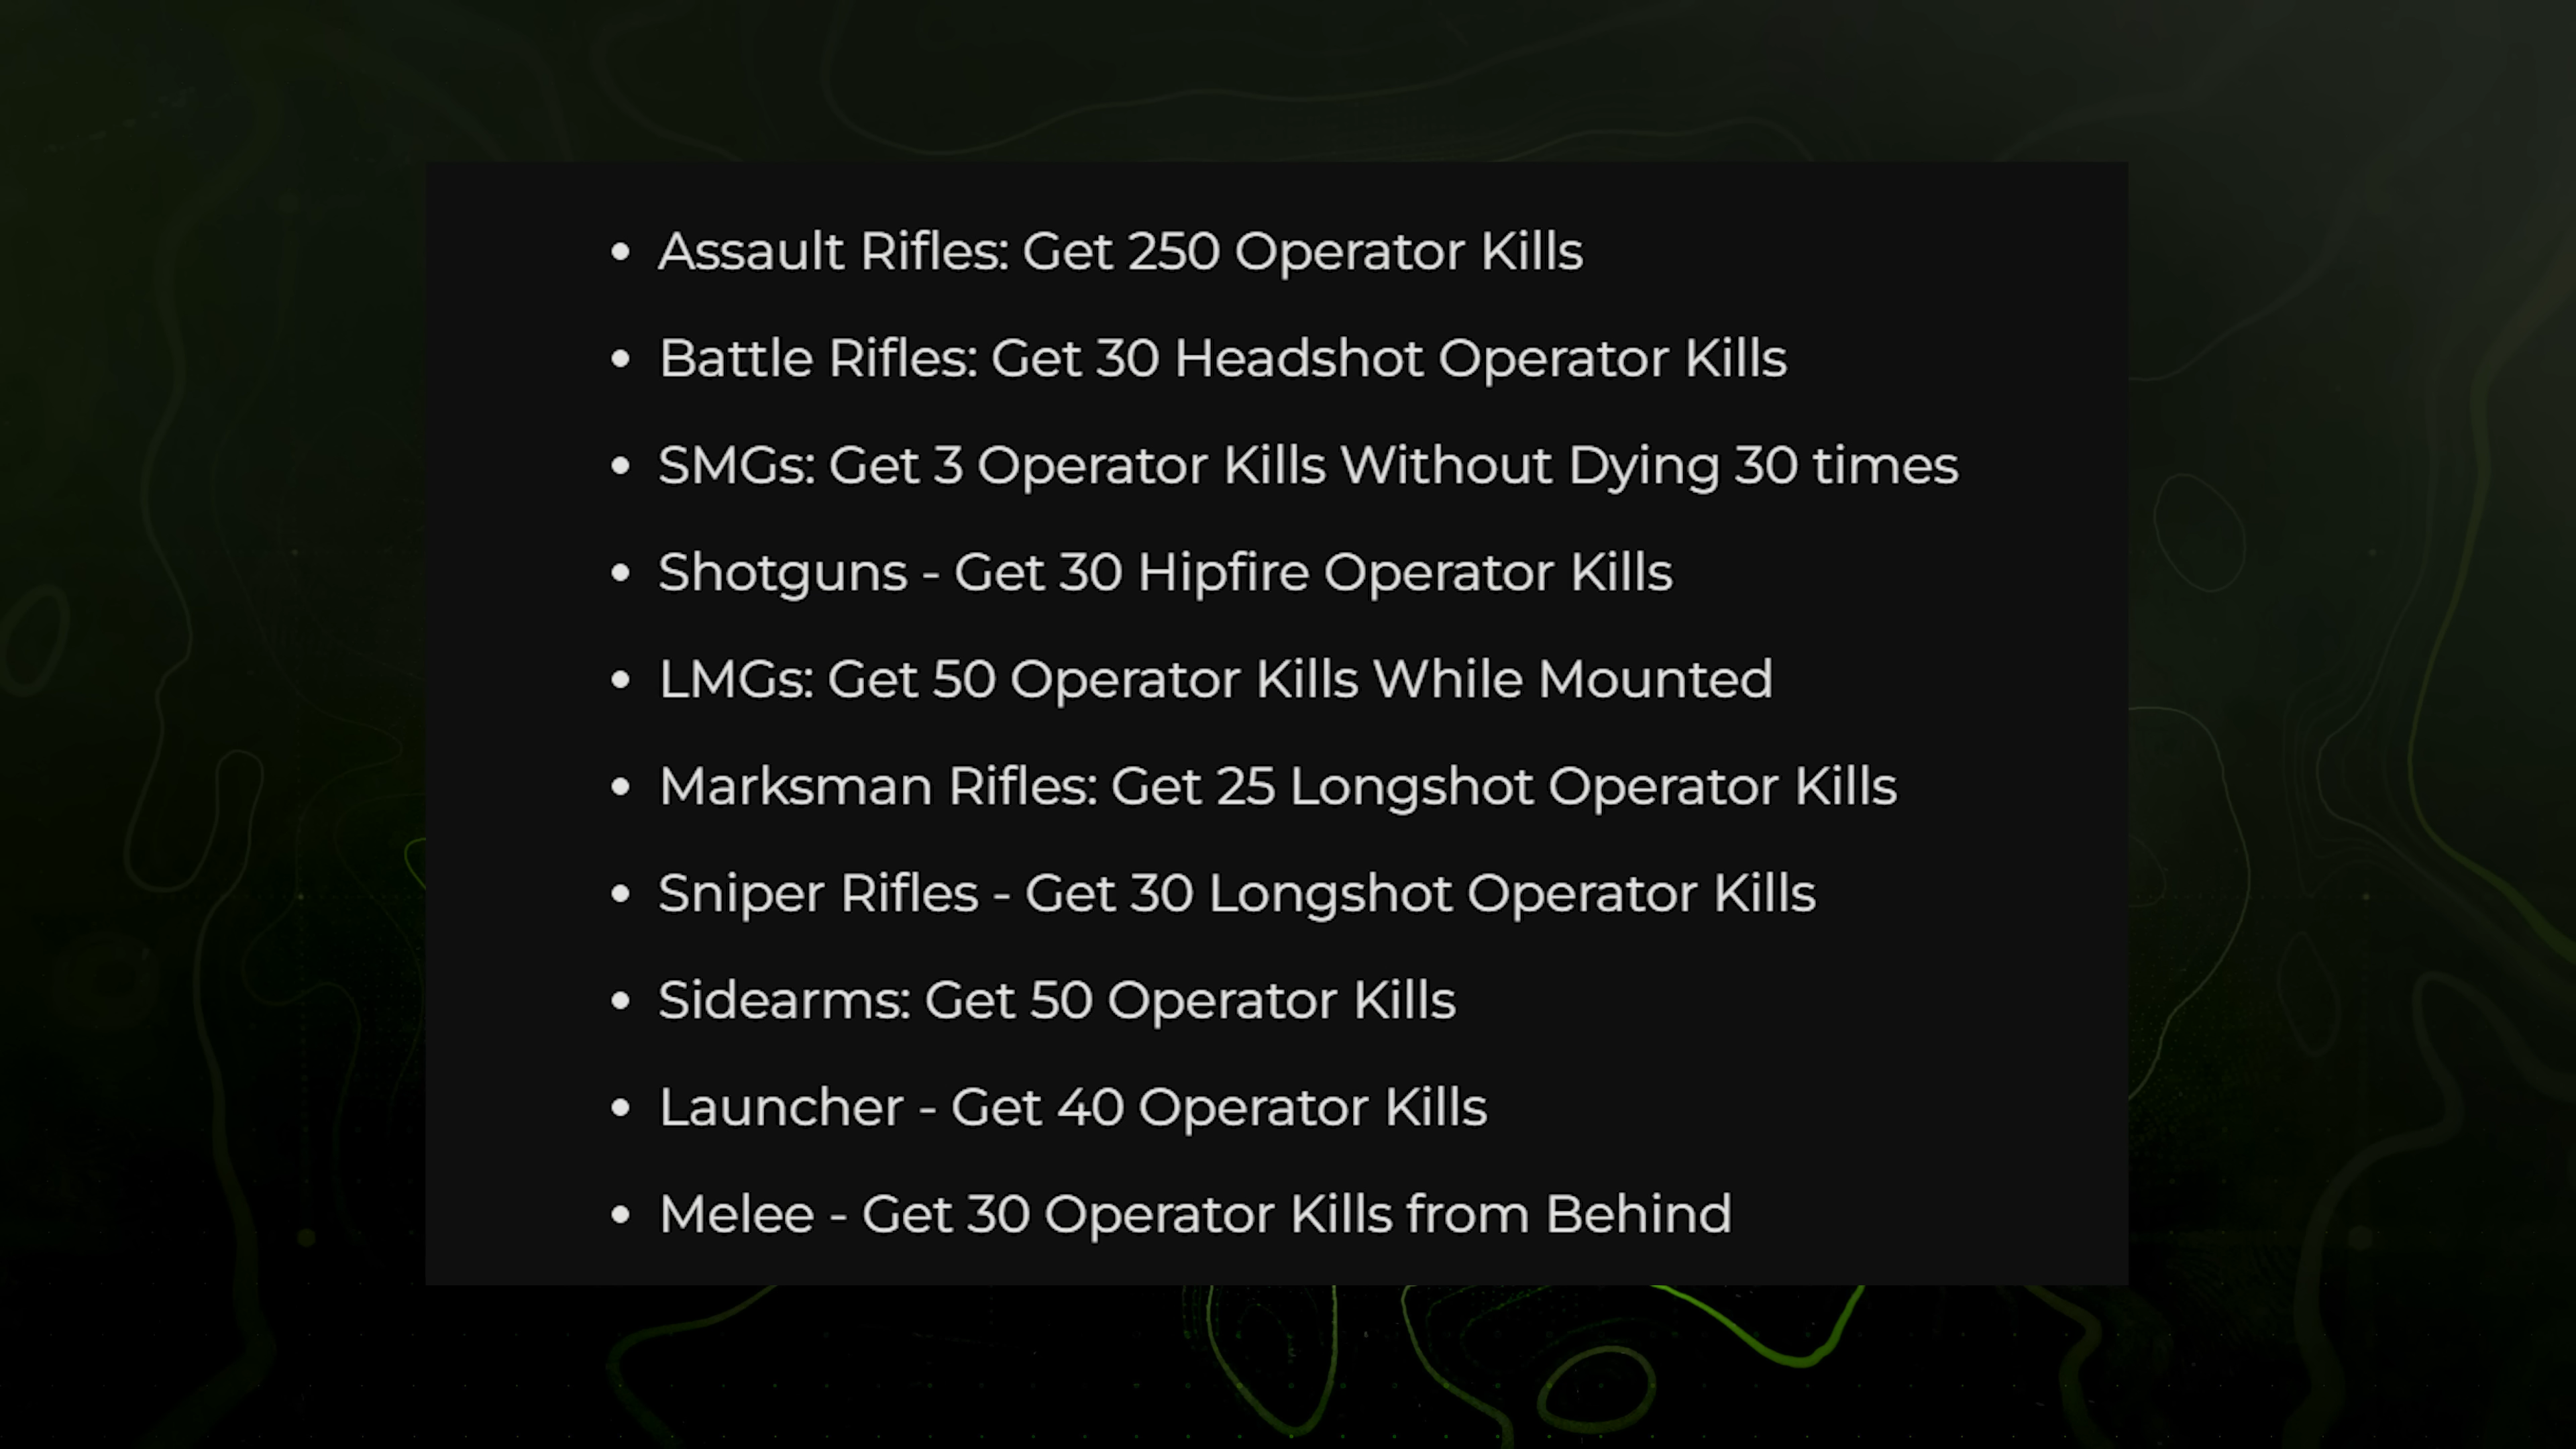 • Assault Rifles: Get 250 Operator Kills
• Battle Rifles: Get 30 Headshot Operator Kills
• SMGs: Get 3 Operator Kills Without Dying 30 times
• Shotguns - Get 30 Hipfire Operator Kills
• LMGs: Get 50 Operator Kills While Mounted
• Marksman Rifles: Get 25 Longshot Operator Kills
• Sniper Rifles - Get 30 Longshot Operator Kills
• Sidearms: Get 50 Operator Kills
• Launcher - Get 40 Operator Kills
• Melee - Get 30 Operator Kills from Behind